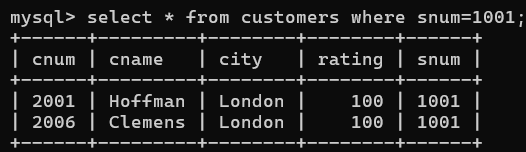 mysql> select * from customers where snum=1001;
+------+---------+--------+--------+------+
| cnum | cname   | city   | rating | snum |
+------+---------+--------+--------+------+
| 2001 | Hoffman | London |    100 | 1001 |
| 2006 | Clemens | London |    100 | 1001 |
+------+---------+--------+--------+------+